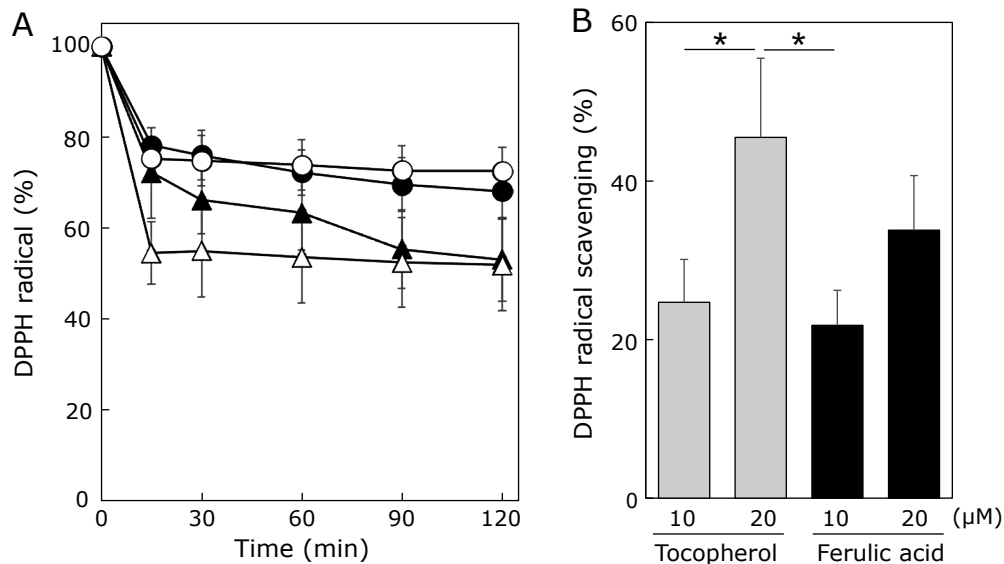 A
DPPH radical (%)
100
80
60
40
20
0
0 30 60 90 120
Time (min)
B
DPPH radical scavenging (%)
60
40
20
0
* *
10 20 10 20 (μM)
Tocopherol Ferulic acid